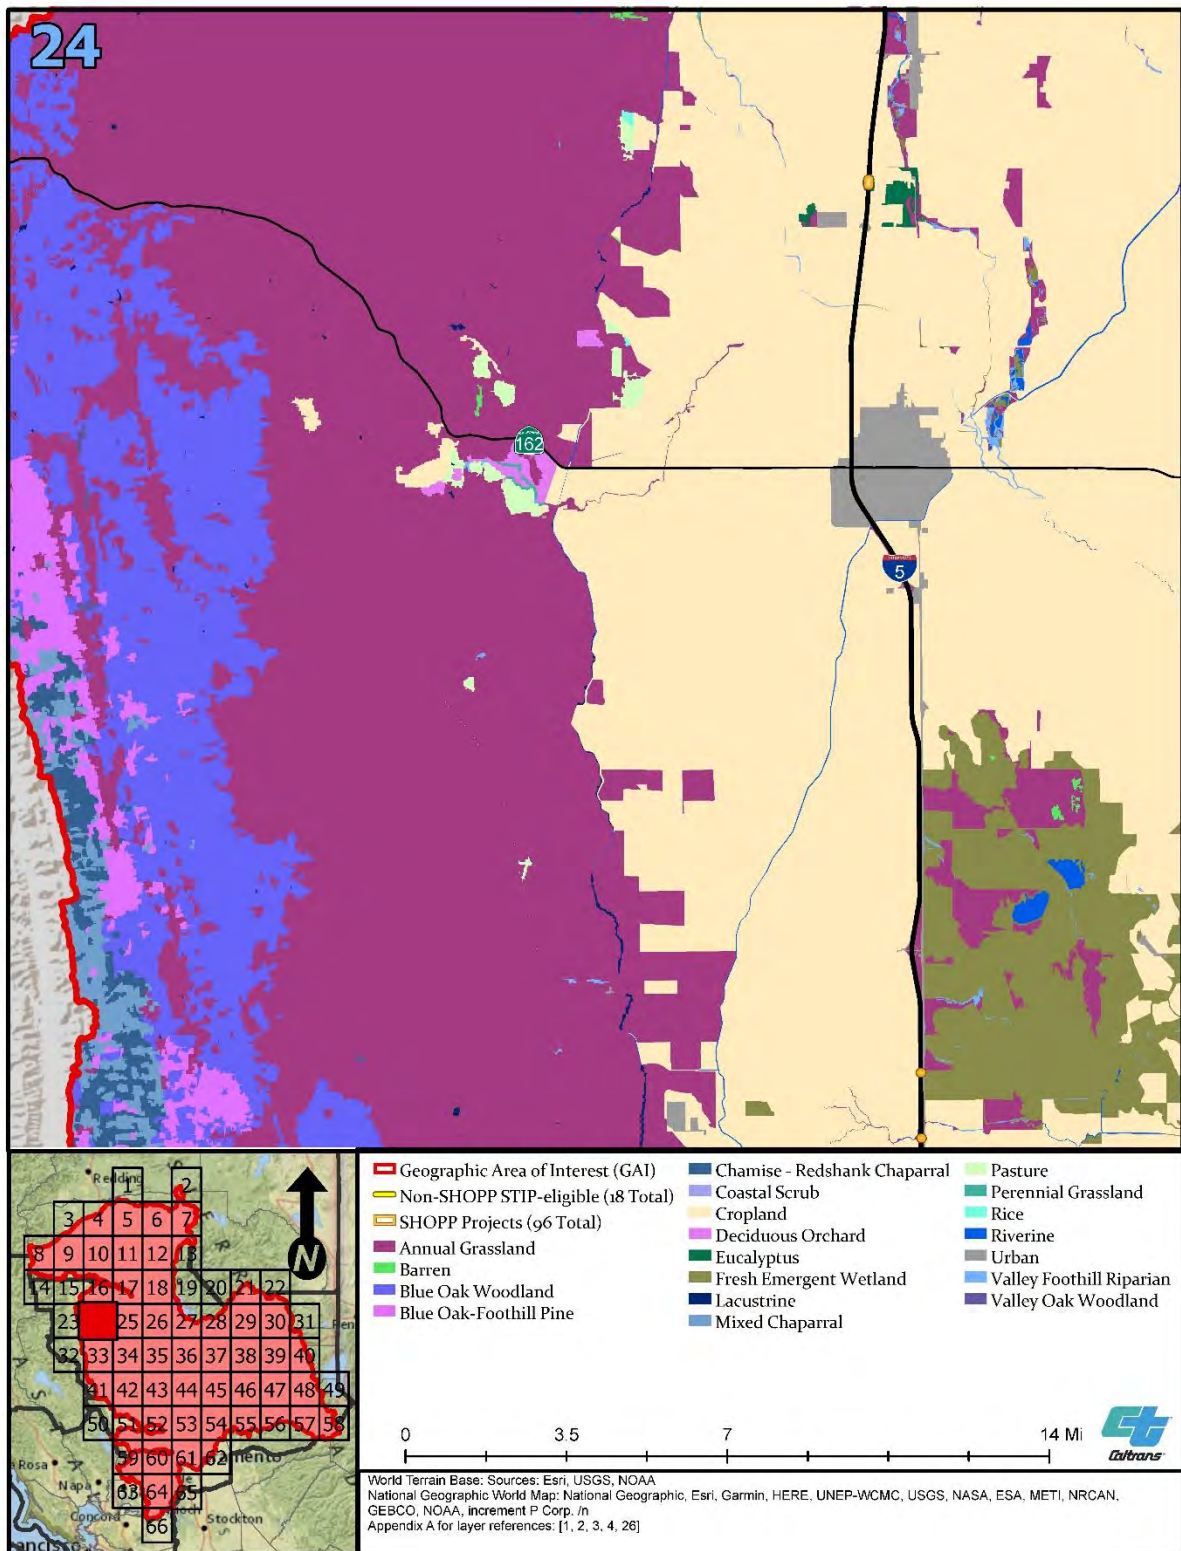 24
162
5
Redding
1 2
3 4 5 6 7
8 9 10 11 12 13
14 15 16 17 18 19 20 21 22
23 25 26 27 28 29 30 31
32 33 34 35 36 37 38 39 40
41 42 43 44 45 46 47 48 49
50 51 52 53 54 55 56 57 58
59 60 61 62
63 64 65
66
Rosa
Napa
Concord
Stockton
N
Geographic Area of Interest (GAI)
Non-SHOPP STIP-eligible (18 Total)
SHOPP Projects (96 Total)
Annual Grassland
Barren
Blue Oak Woodland
Blue Oak-Foothill Pine
Chamise - Redshank Chaparral
Coastal Scrub
Cropland
Deciduous Orchard
Eucalyptus
Fresh Emergent Wetland
Lacustrine
Mixed Chaparral
Pasture
Perennial Grassland
Rice
Riverine
Urban
Valley Foothill Riparian
Valley Oak Woodland
0 3.5 7 14 Mi
Caltrans
World Terrain Base: Sources: Esri, USGS, NOAA
National Geographic World Map: National Geographic, Esri, Garmin, HERE, UNEP-WCMC, USGS, NASA, ESA, METI, NRCAN,
GEBCO, NOAA, increment P Corp. /n
Appendix A for layer references: [1, 2, 3, 4, 26]